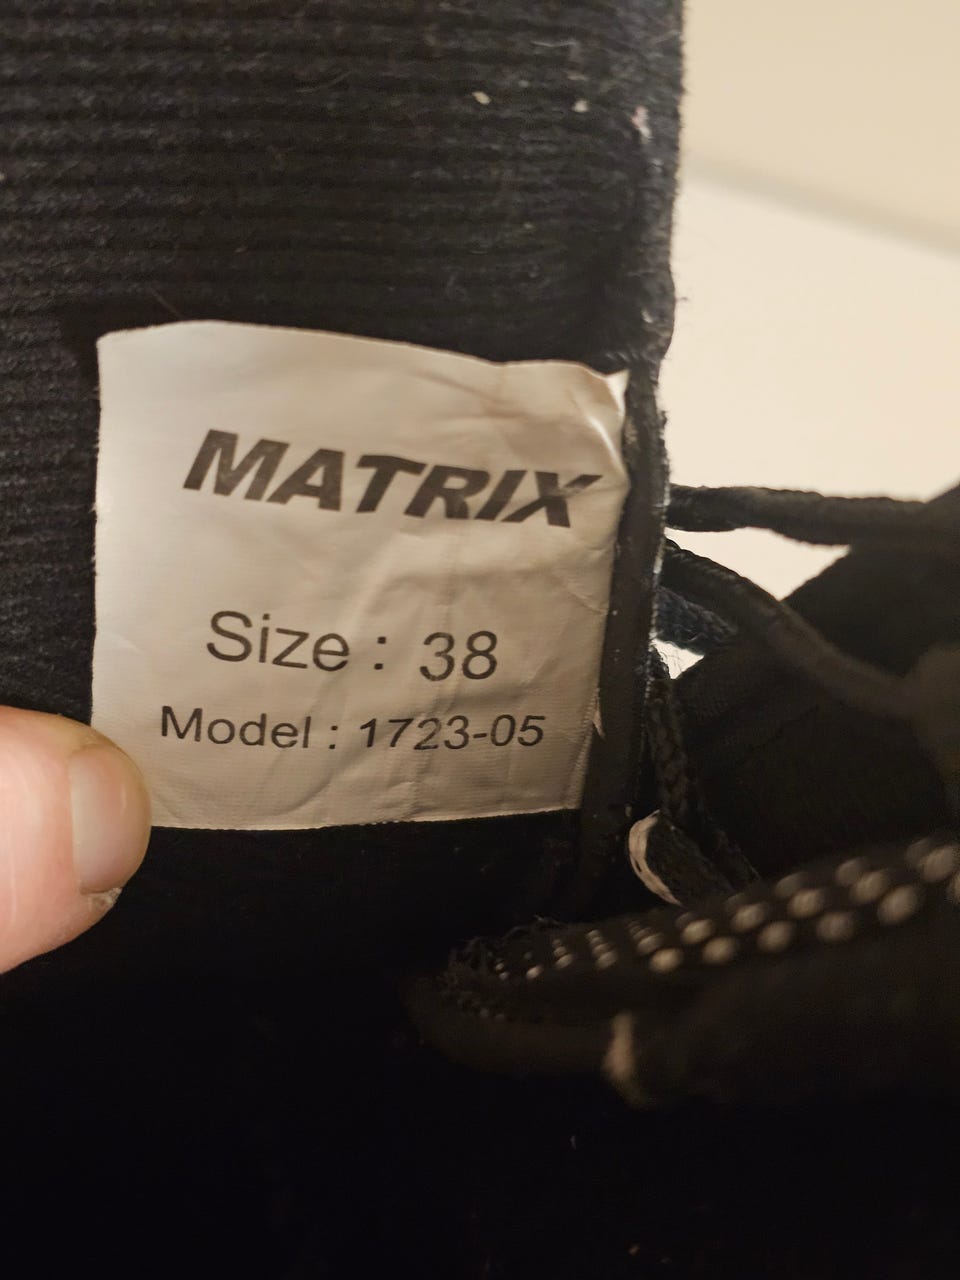 MATRIX
Size : 38
Model : 1723-05